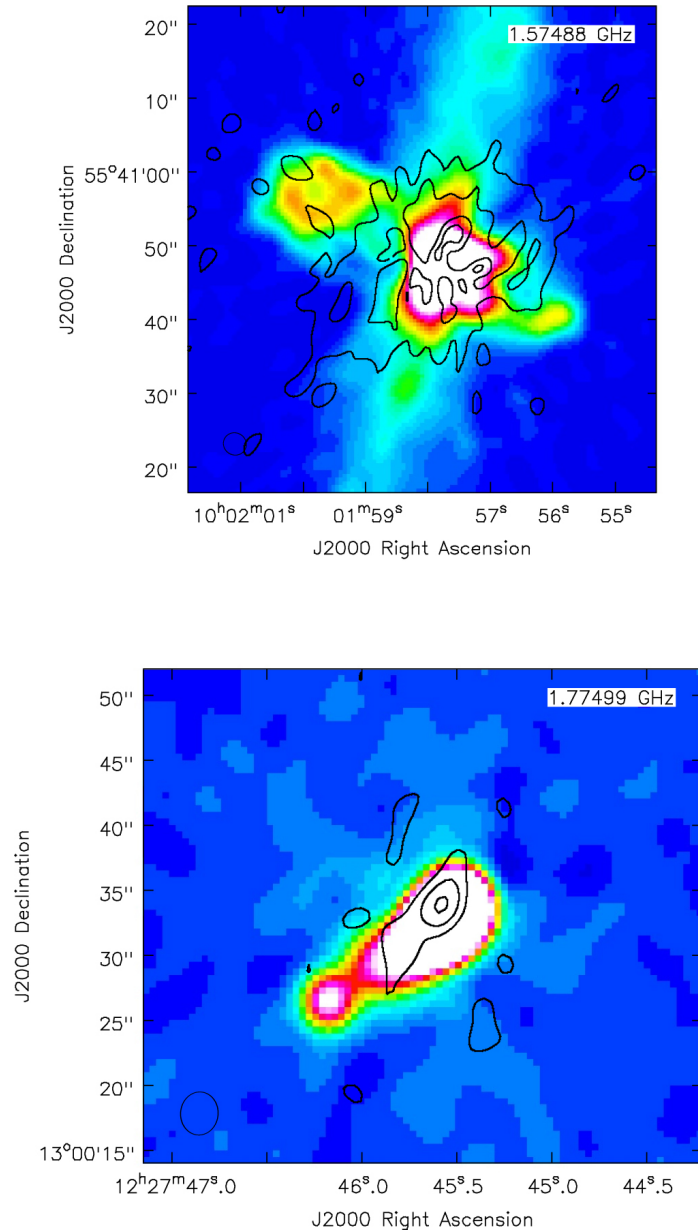 1.57488 GHz
20"
10"
55°41'00"
50"
40"
30"
20"
J2000 Declination
10ʰ02ᵐ01ˢ 01ᵐ59ˢ 57ˢ 56ˢ 55ˢ
J2000 Right Ascension
1.77499 GHz
50"
45"
40"
35"
30"
25"
20"
13°00'15"
J2000 Declination
12ʰ27ᵐ47ˢ.0 46ˢ.0 45ˢ.5 45ˢ.0 44ˢ.5
J2000 Right Ascension